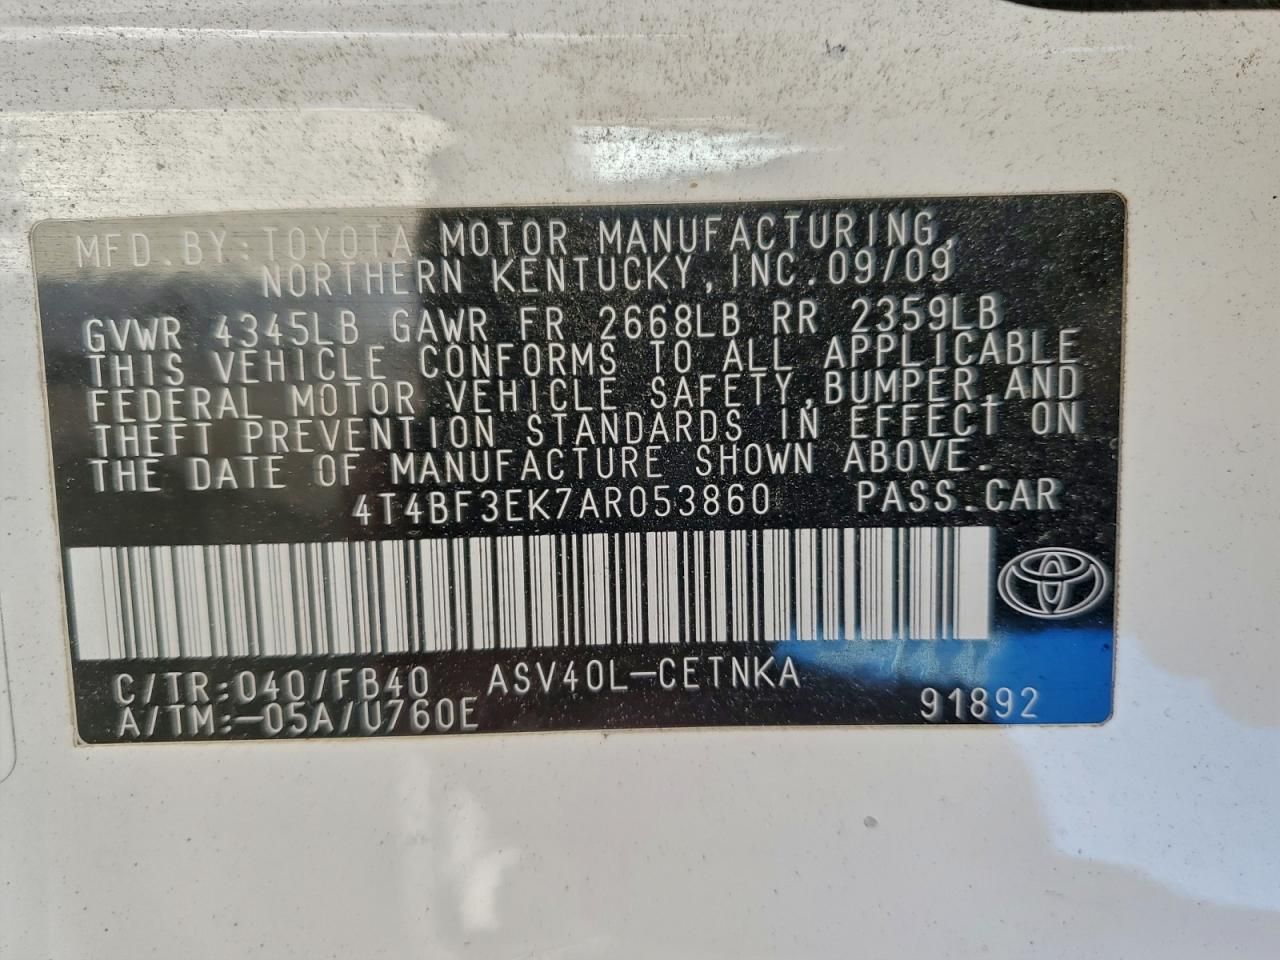 MFD.BY:TOYOTA MOTOR MANUFACTURING,
NORTHERN KENTUCKY,INC.09/09
GVWR 4345LB GAWR FR 2668LB RR 2359LB
THIS VEHICLE CONFORMS TO ALL APPLICABLE
FEDERAL MOTOR VEHICLE SAFETY,BUMPER,AND
THEFT PREVENTION STANDARDS IN EFFECT ON
THE DATE OF MANUFACTURE SHOWN ABOVE.
4T4BF3EK7AR053860 PASS.CAR
C/TR:040/FB40 ASV40L-CETNKA
A/TM:-05A/U760E 91892